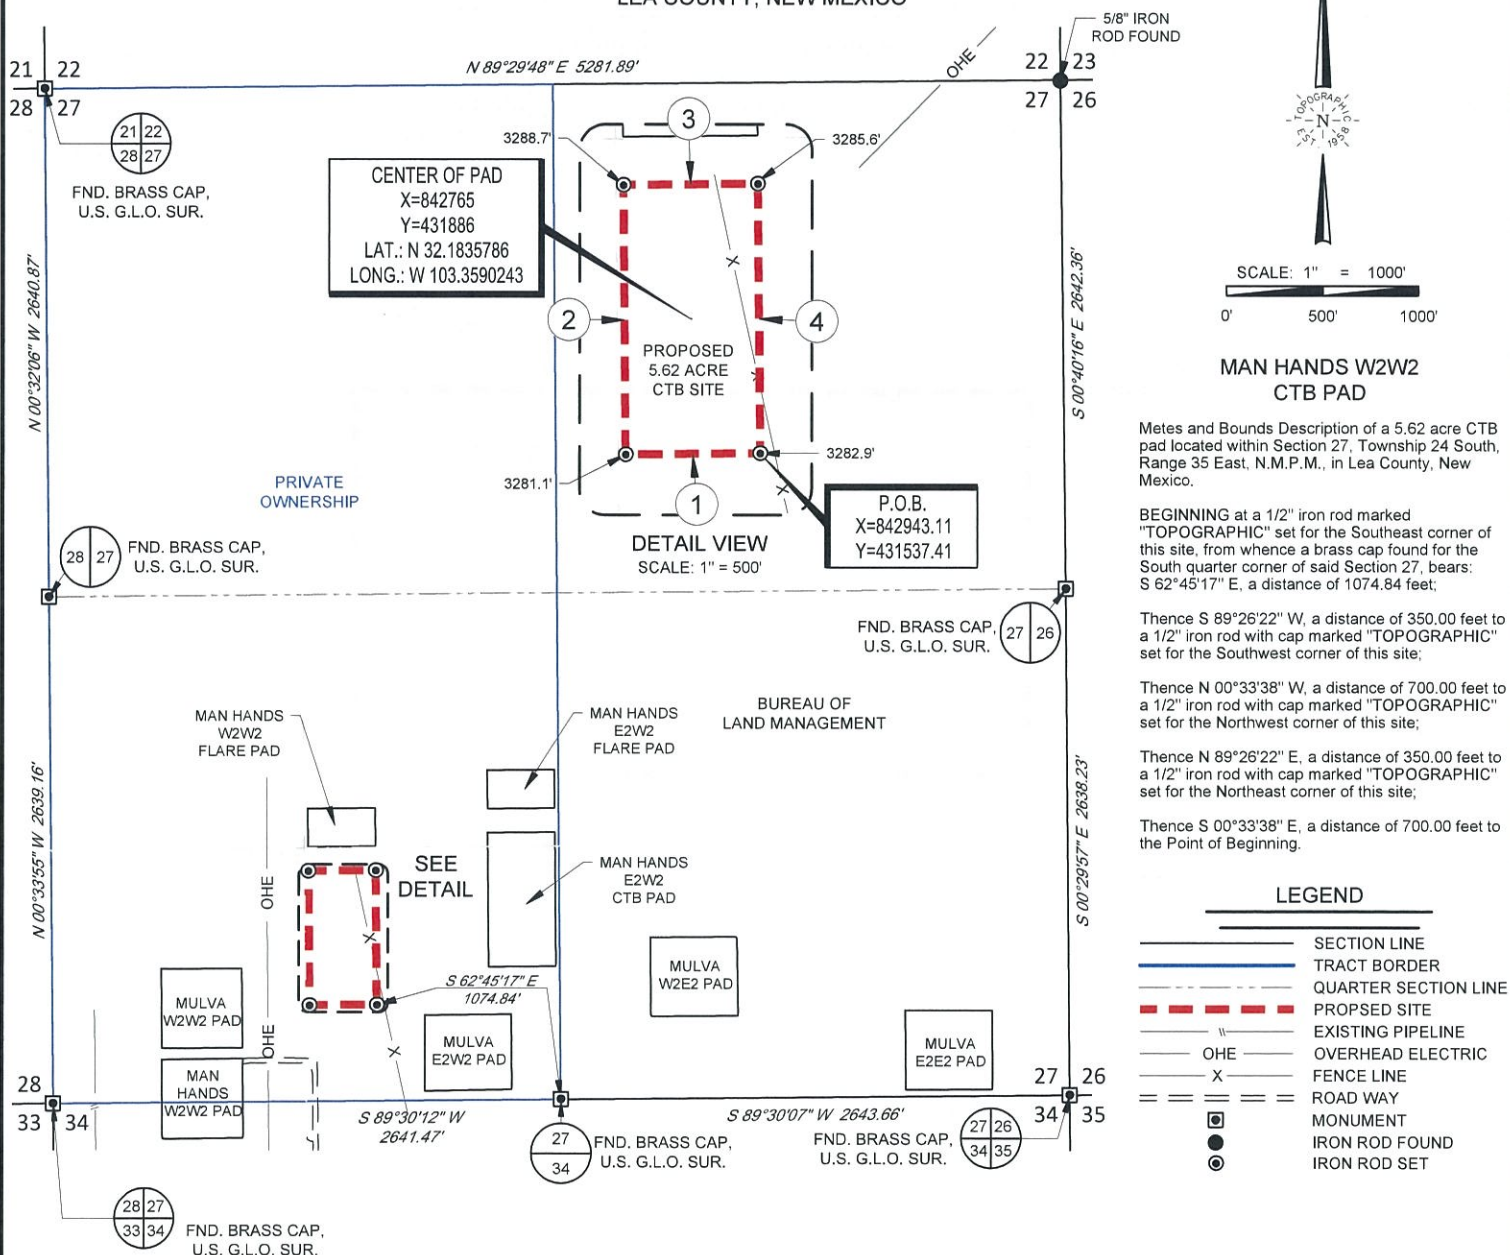 LEA COUNTY, NEW MEXICO
5/8" IRON
ROD FOUND
21 22
28 27
N 89°29'48" E 5281.89'
OHE
22 23
27 26
21 22
28 27
FND. BRASS CAP,
U.S. G.L.O. SUR.
3288.7'
3
3285.6'
CENTER OF PAD
X=842765
Y=431886
LAT.: N 32.1835786
LONG.: W 103.3590243
X
N 00°32'06" W 2640.87'
S 00°40'16" E 2642.36'
2
4
PROPOSED
5.62 ACRE
CTB SITE
3281.1'
3282.9'
1
X
P.O.B.
X=842943.11
Y=431537.41
DETAIL VIEW
SCALE: 1" = 500'
PRIVATE
OWNERSHIP
28 27
FND. BRASS CAP,
U.S. G.L.O. SUR.
FND. BRASS CAP,
U.S. G.L.O. SUR.
27 26
MAN HANDS
W2W2
FLARE PAD
MAN HANDS
E2W2
FLARE PAD
BUREAU OF
LAND MANAGEMENT
N 00°33'55" W 2639.16'
S 00°29'57" E 2638.23'
OHE
SEE
DETAIL
MAN HANDS
E2W2
CTB PAD
X
S 62°45'17" E
1074.84'
MULVA
W2W2 PAD
MULVA
W2E2 PAD
OHE
X
MULVA
E2W2 PAD
MULVA
E2E2 PAD
MAN
HANDS
W2W2 PAD
28
33 34
S 89°30'12" W
2641.47'
S 89°30'07" W 2643.66'
27 26
34 35
27
34
FND. BRASS CAP,
U.S. G.L.O. SUR.
FND. BRASS CAP,
U.S. G.L.O. SUR.
27 26
34 35
28 27
33 34
FND. BRASS CAP,
U.S. G.L.O. SUR.
TOPOGRAPHIC
N
EST. 1958
SCALE: 1" = 1000'
0' 500' 1000'
MAN HANDS W2W2
CTB PAD
Metes and Bounds Description of a 5.62 acre CTB
pad located within Section 27, Township 24 South,
Range 35 East, N.M.P.M., in Lea County, New
Mexico.
BEGINNING at a 1/2" iron rod marked
"TOPOGRAPHIC" set for the Southeast corner of
this site, from whence a brass cap found for the
South quarter corner of said Section 27, bears:
S 62°45'17" E, a distance of 1074.84 feet;
Thence S 89°26'22" W, a distance of 350.00 feet to
a 1/2" iron rod with cap marked "TOPOGRAPHIC"
set for the Southwest corner of this site;
Thence N 00°33'38" W, a distance of 700.00 feet to
a 1/2" iron rod with cap marked "TOPOGRAPHIC"
set for the Northwest corner of this site;
Thence N 89°26'22" E, a distance of 350.00 feet to
a 1/2" iron rod with cap marked "TOPOGRAPHIC"
set for the Northeast corner of this site;
Thence S 00°33'38" E, a distance of 700.00 feet to
the Point of Beginning.
LEGEND
SECTION LINE
TRACT BORDER
QUARTER SECTION LINE
PROPSED SITE
EXISTING PIPELINE
OHE OVERHEAD ELECTRIC
X FENCE LINE
ROAD WAY
MONUMENT
IRON ROD FOUND
IRON ROD SET